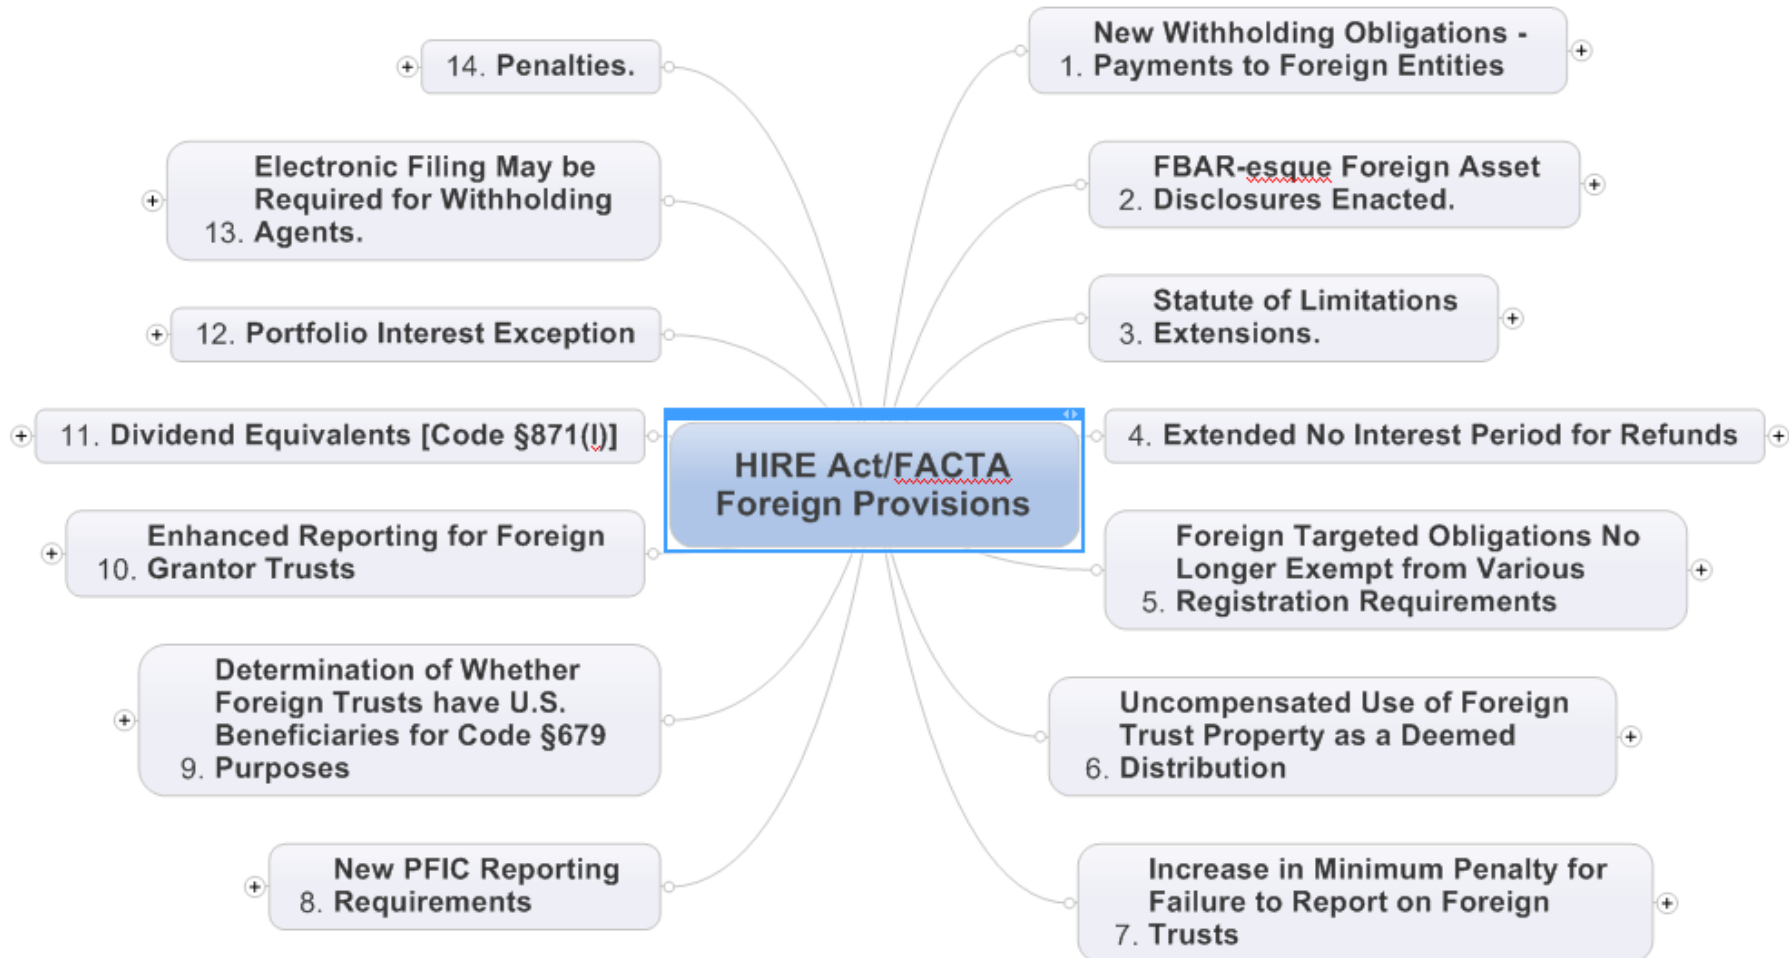 HIRE Act/FACTA
Foreign Provisions
New Withholding Obligations -
1. Payments to Foreign Entities
FBAR-esque Foreign Asset
2. Disclosures Enacted.
Statute of Limitations
3. Extensions.
4. Extended No Interest Period for Refunds
Foreign Targeted Obligations No
Longer Exempt from Various
5. Registration Requirements
Uncompensated Use of Foreign
Trust Property as a Deemed
6. Distribution
Increase in Minimum Penalty for
Failure to Report on Foreign
7. Trusts
New PFIC Reporting
8. Requirements
Determination of Whether
Foreign Trusts have U.S.
Beneficiaries for Code §679
9. Purposes
Enhanced Reporting for Foreign
10. Grantor Trusts
11. Dividend Equivalents [Code §871(l)]
12. Portfolio Interest Exception
Electronic Filing May be
Required for Withholding
13. Agents.
14. Penalties.